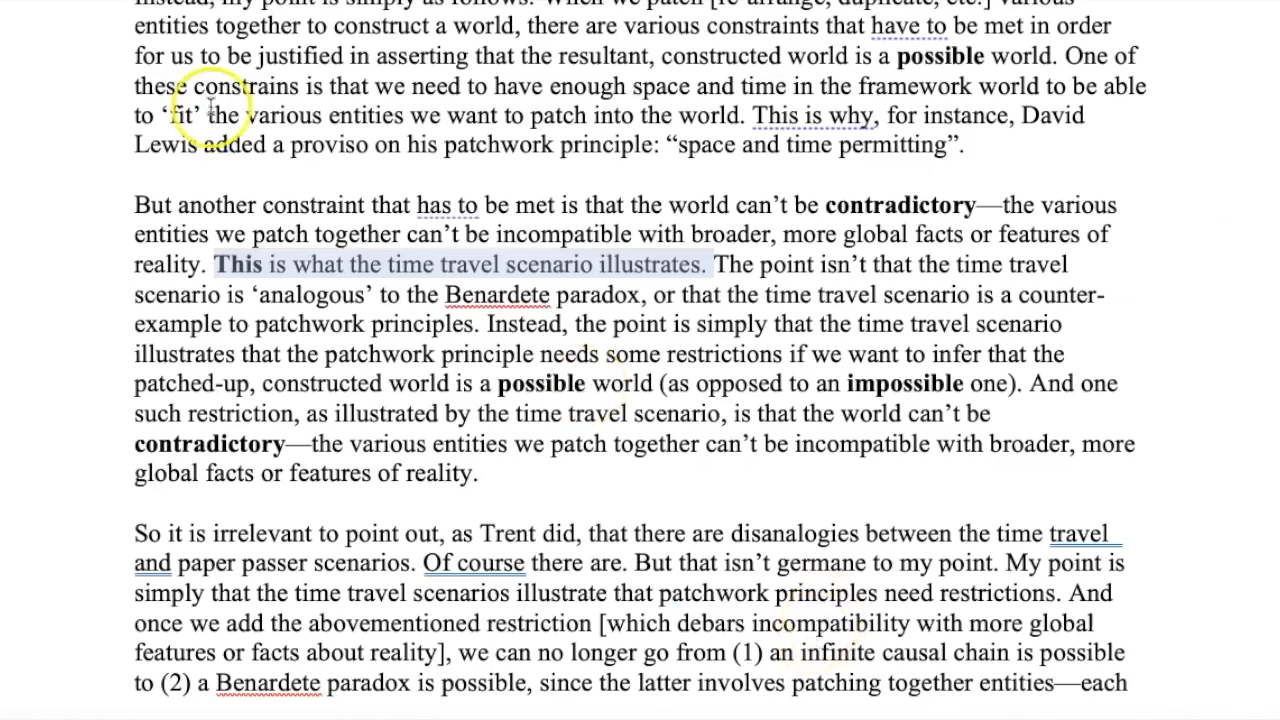 Instead, my point is simply as follows. When we patch [re-arrange, duplicate, etc.] various
entities together to construct a world, there are various constraints that have to be met in order
for us to be justified in asserting that the resultant, constructed world is a possible world. One of
these constrains is that we need to have enough space and time in the framework world to be able
to ‘fit’ the various entities we want to patch into the world. This is why, for instance, David
Lewis added a proviso on his patchwork principle: “space and time permitting”.
But another constraint that has to be met is that the world can’t be contradictory—the various
entities we patch together can’t be incompatible with broader, more global facts or features of
reality. This is what the time travel scenario illustrates. The point isn’t that the time travel
scenario is ‘analogous’ to the Benardete paradox, or that the time travel scenario is a counter-
example to patchwork principles. Instead, the point is simply that the time travel scenario
illustrates that the patchwork principle needs some restrictions if we want to infer that the
patched-up, constructed world is a possible world (as opposed to an impossible one). And one
such restriction, as illustrated by the time travel scenario, is that the world can’t be
contradictory—the various entities we patch together can’t be incompatible with broader, more
global facts or features of reality.
So it is irrelevant to point out, as Trent did, that there are disanalogies between the time travel
and paper passer scenarios. Of course there are. But that isn’t germane to my point. My point is
simply that the time travel scenarios illustrate that patchwork principles need restrictions. And
once we add the abovementioned restriction [which debars incompatibility with more global
features or facts about reality], we can no longer go from (1) an infinite causal chain is possible
to (2) a Benardete paradox is possible, since the latter involves patching together entities—each